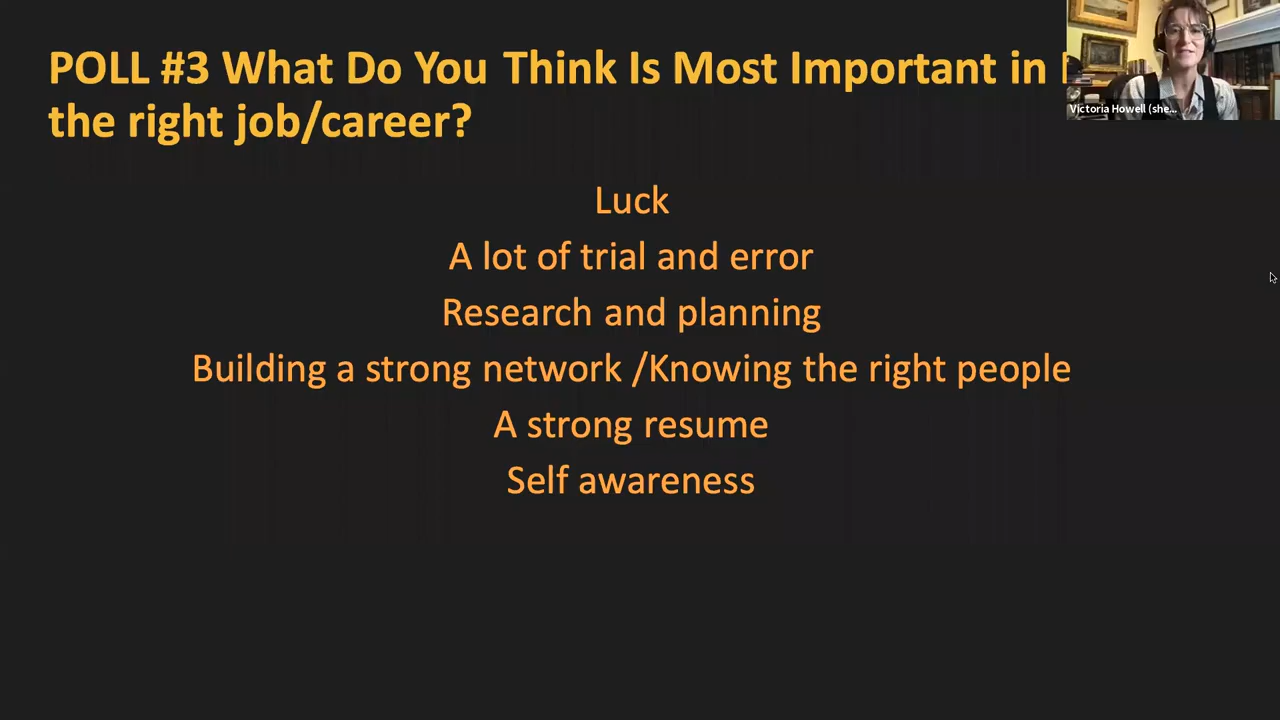 POLL #3 What Do You Think Is Most Important in
the right job/career?
Victoria Howell (she...
Luck
A lot of trial and error
Research and planning
Building a strong network /Knowing the right people
A strong resume
Self awareness